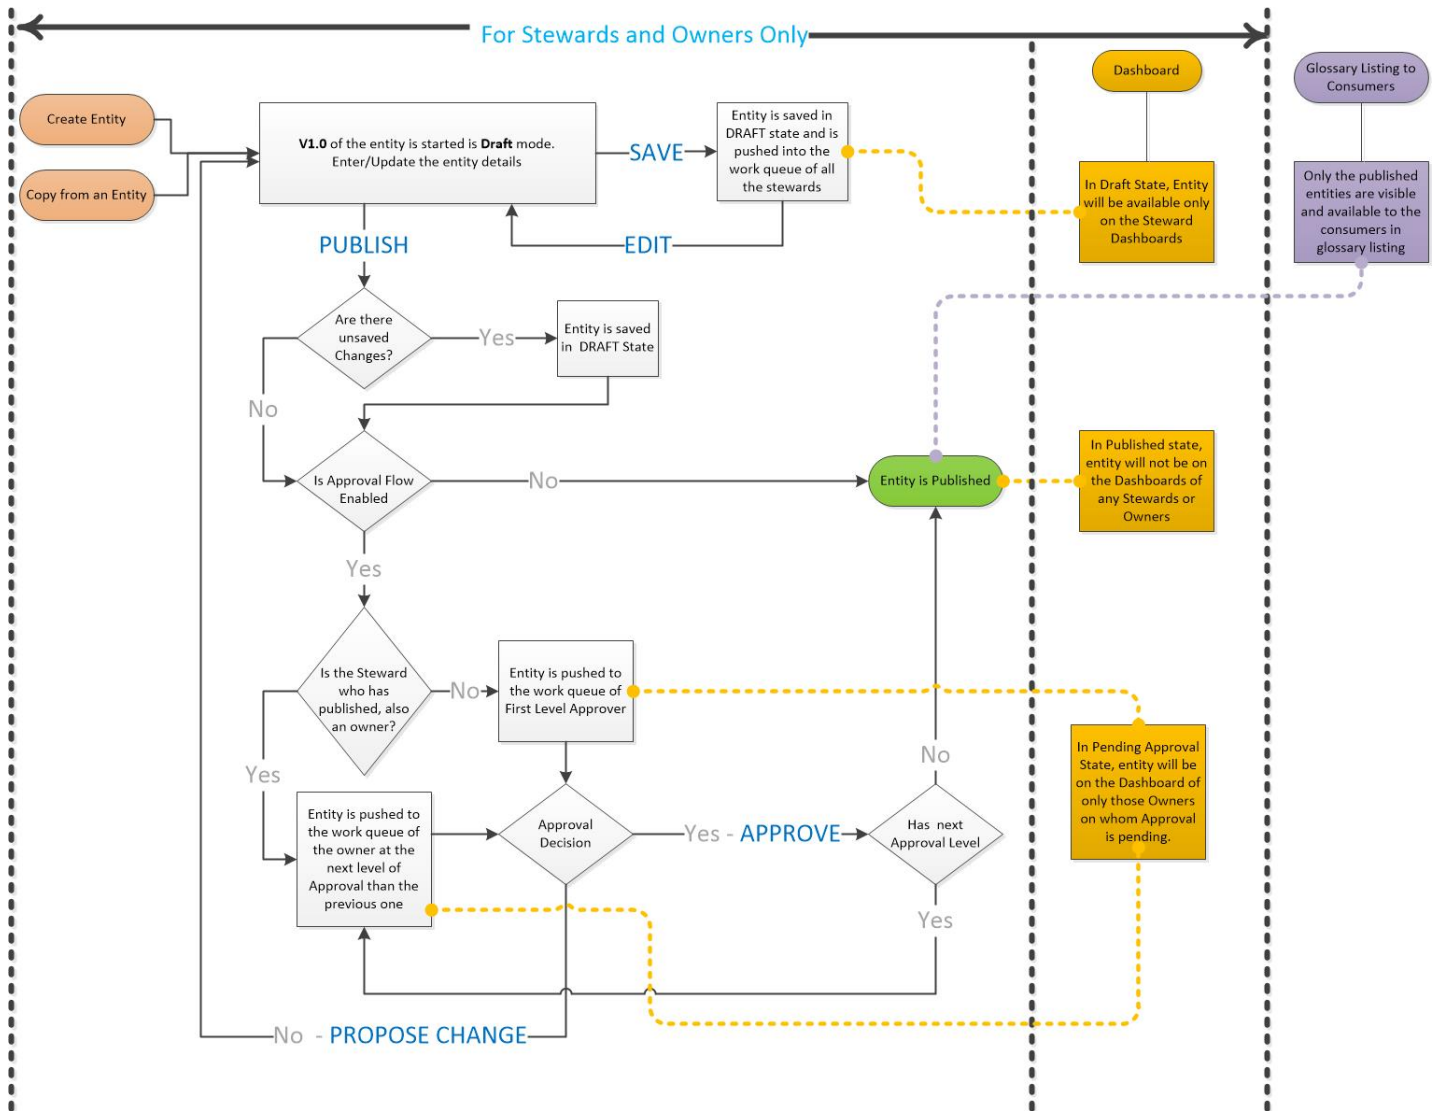 For Stewards and Owners Only
Create Entity
Copy from an Entity
V1.0 of the entity is started is Draft mode.
Enter/Update the entity details
SAVE
Entity is saved in
DRAFT state and is
pushed into the
work queue of all
the stewards
EDIT
PUBLISH
Dashboard
In Draft State, Entity
will be available only
on the Steward
Dashboards
Glossary Listing to
Consumers
Only the published
entities are visible
and available to the
consumers in
glossary listing
Are there
unsaved
Changes?
Yes
Entity is saved
in DRAFT State
No
Is Approval Flow
Enabled
No
Entity is Published
In Published state,
entity will not be on
the Dashboards of
any Stewards or
Owners
Yes
Is the Steward
who has
published, also
an owner?
No
Entity is pushed to
the work queue of
First Level Approver
Yes
Entity is pushed to
the work queue of
the owner at the
next level of
Approval than the
previous one
Approval
Decision
Yes - APPROVE
Has next
Approval Level
No
Yes
In Pending Approval
State, entity will be
on the Dashboard of
only those Owners
on whom Approval
is pending.
No - PROPOSE CHANGE